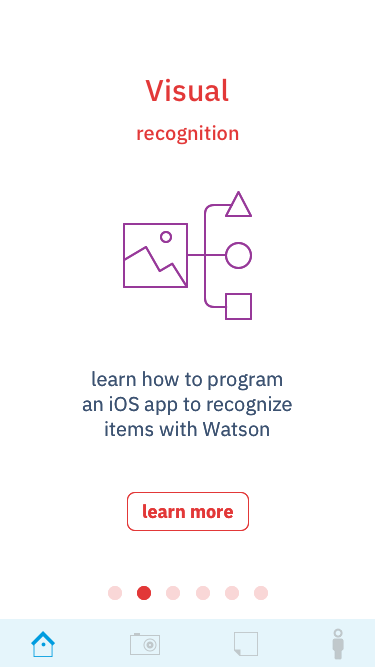 Visual
recognition
learn how to program
an iOS app to recognize
items with Watson
learn more